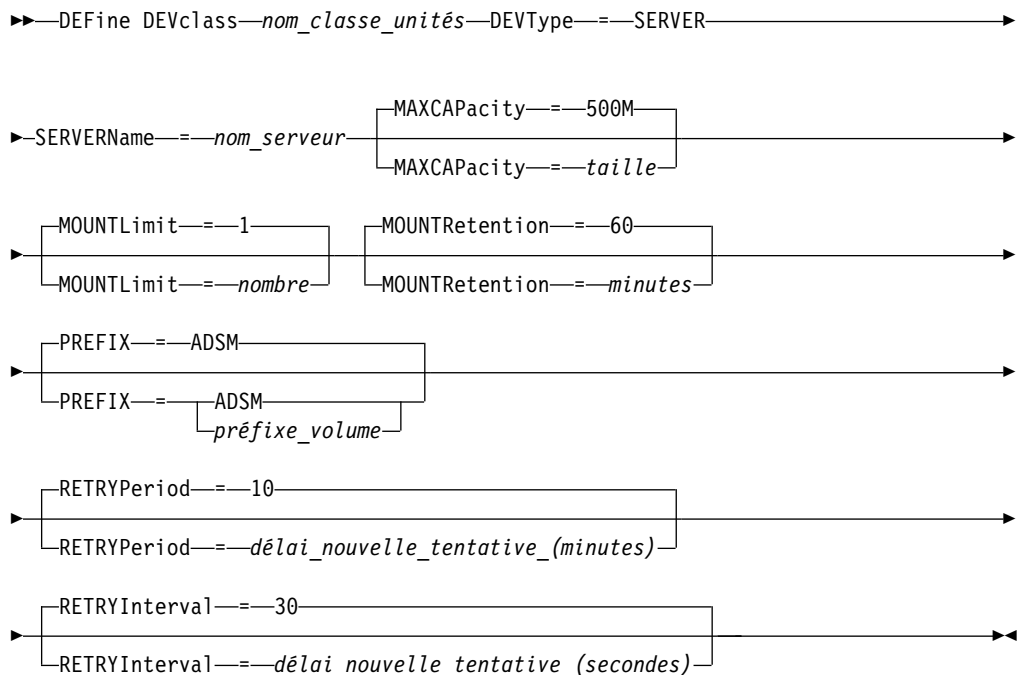 DEFine DEVclass nom_classe_unités DEVType = SERVER
MAXCAPacity = 500M
SERVERName = nom_serveur
MAXCAPacity = taille
MOUNTLimit = 1 MOUNTRetention = 60
MOUNTLimit = nombre MOUNTRetention = minutes
PREFIX = ADSM
PREFIX = ADSM
préfixe_volume
RETRYPeriod = 10
RETRYPeriod = délai_nouvelle_tentative_(minutes)
RETRYInterval = 30
RETRYInterval = délai nouvelle tentative (secondes)